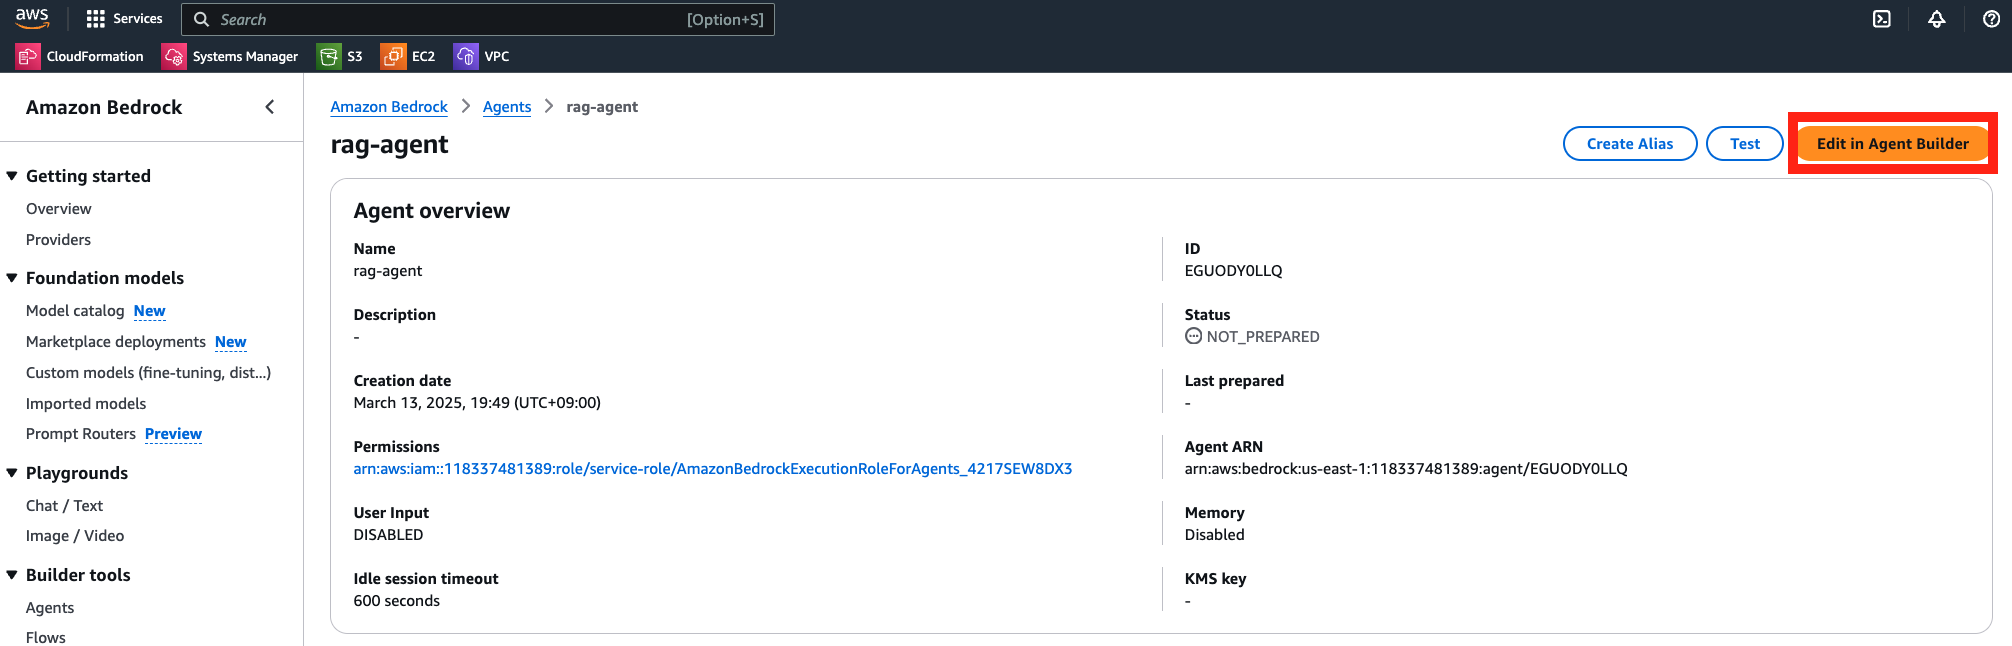 aws
Services
Search
[Option+S]
CloudFormation
Systems Manager
S3
EC2
VPC
Amazon Bedrock
Getting started
Overview
Providers
Foundation models
Model catalog New
Marketplace deployments New
Custom models (fine-tuning, dist...)
Imported models
Prompt Routers Preview
Playgrounds
Chat / Text
Image / Video
Builder tools
Agents
Flows
Amazon Bedrock > Agents > rag-agent
rag-agent
Create Alias
Test
Edit in Agent Builder
Agent overview
Name
rag-agent
ID
EGUODY0LLQ
Description
-
Status
NOT_PREPARED
Creation date
March 13, 2025, 19:49 (UTC+09:00)
Last prepared
-
Permissions
arn:aws:iam::118337481389:role/service-role/AmazonBedrockExecutionRoleForAgents_4217SEW8DX3
Agent ARN
arn:aws:bedrock:us-east-1:118337481389:agent/EGUODY0LLQ
User Input
DISABLED
Memory
Disabled
Idle session timeout
600 seconds
KMS key
-